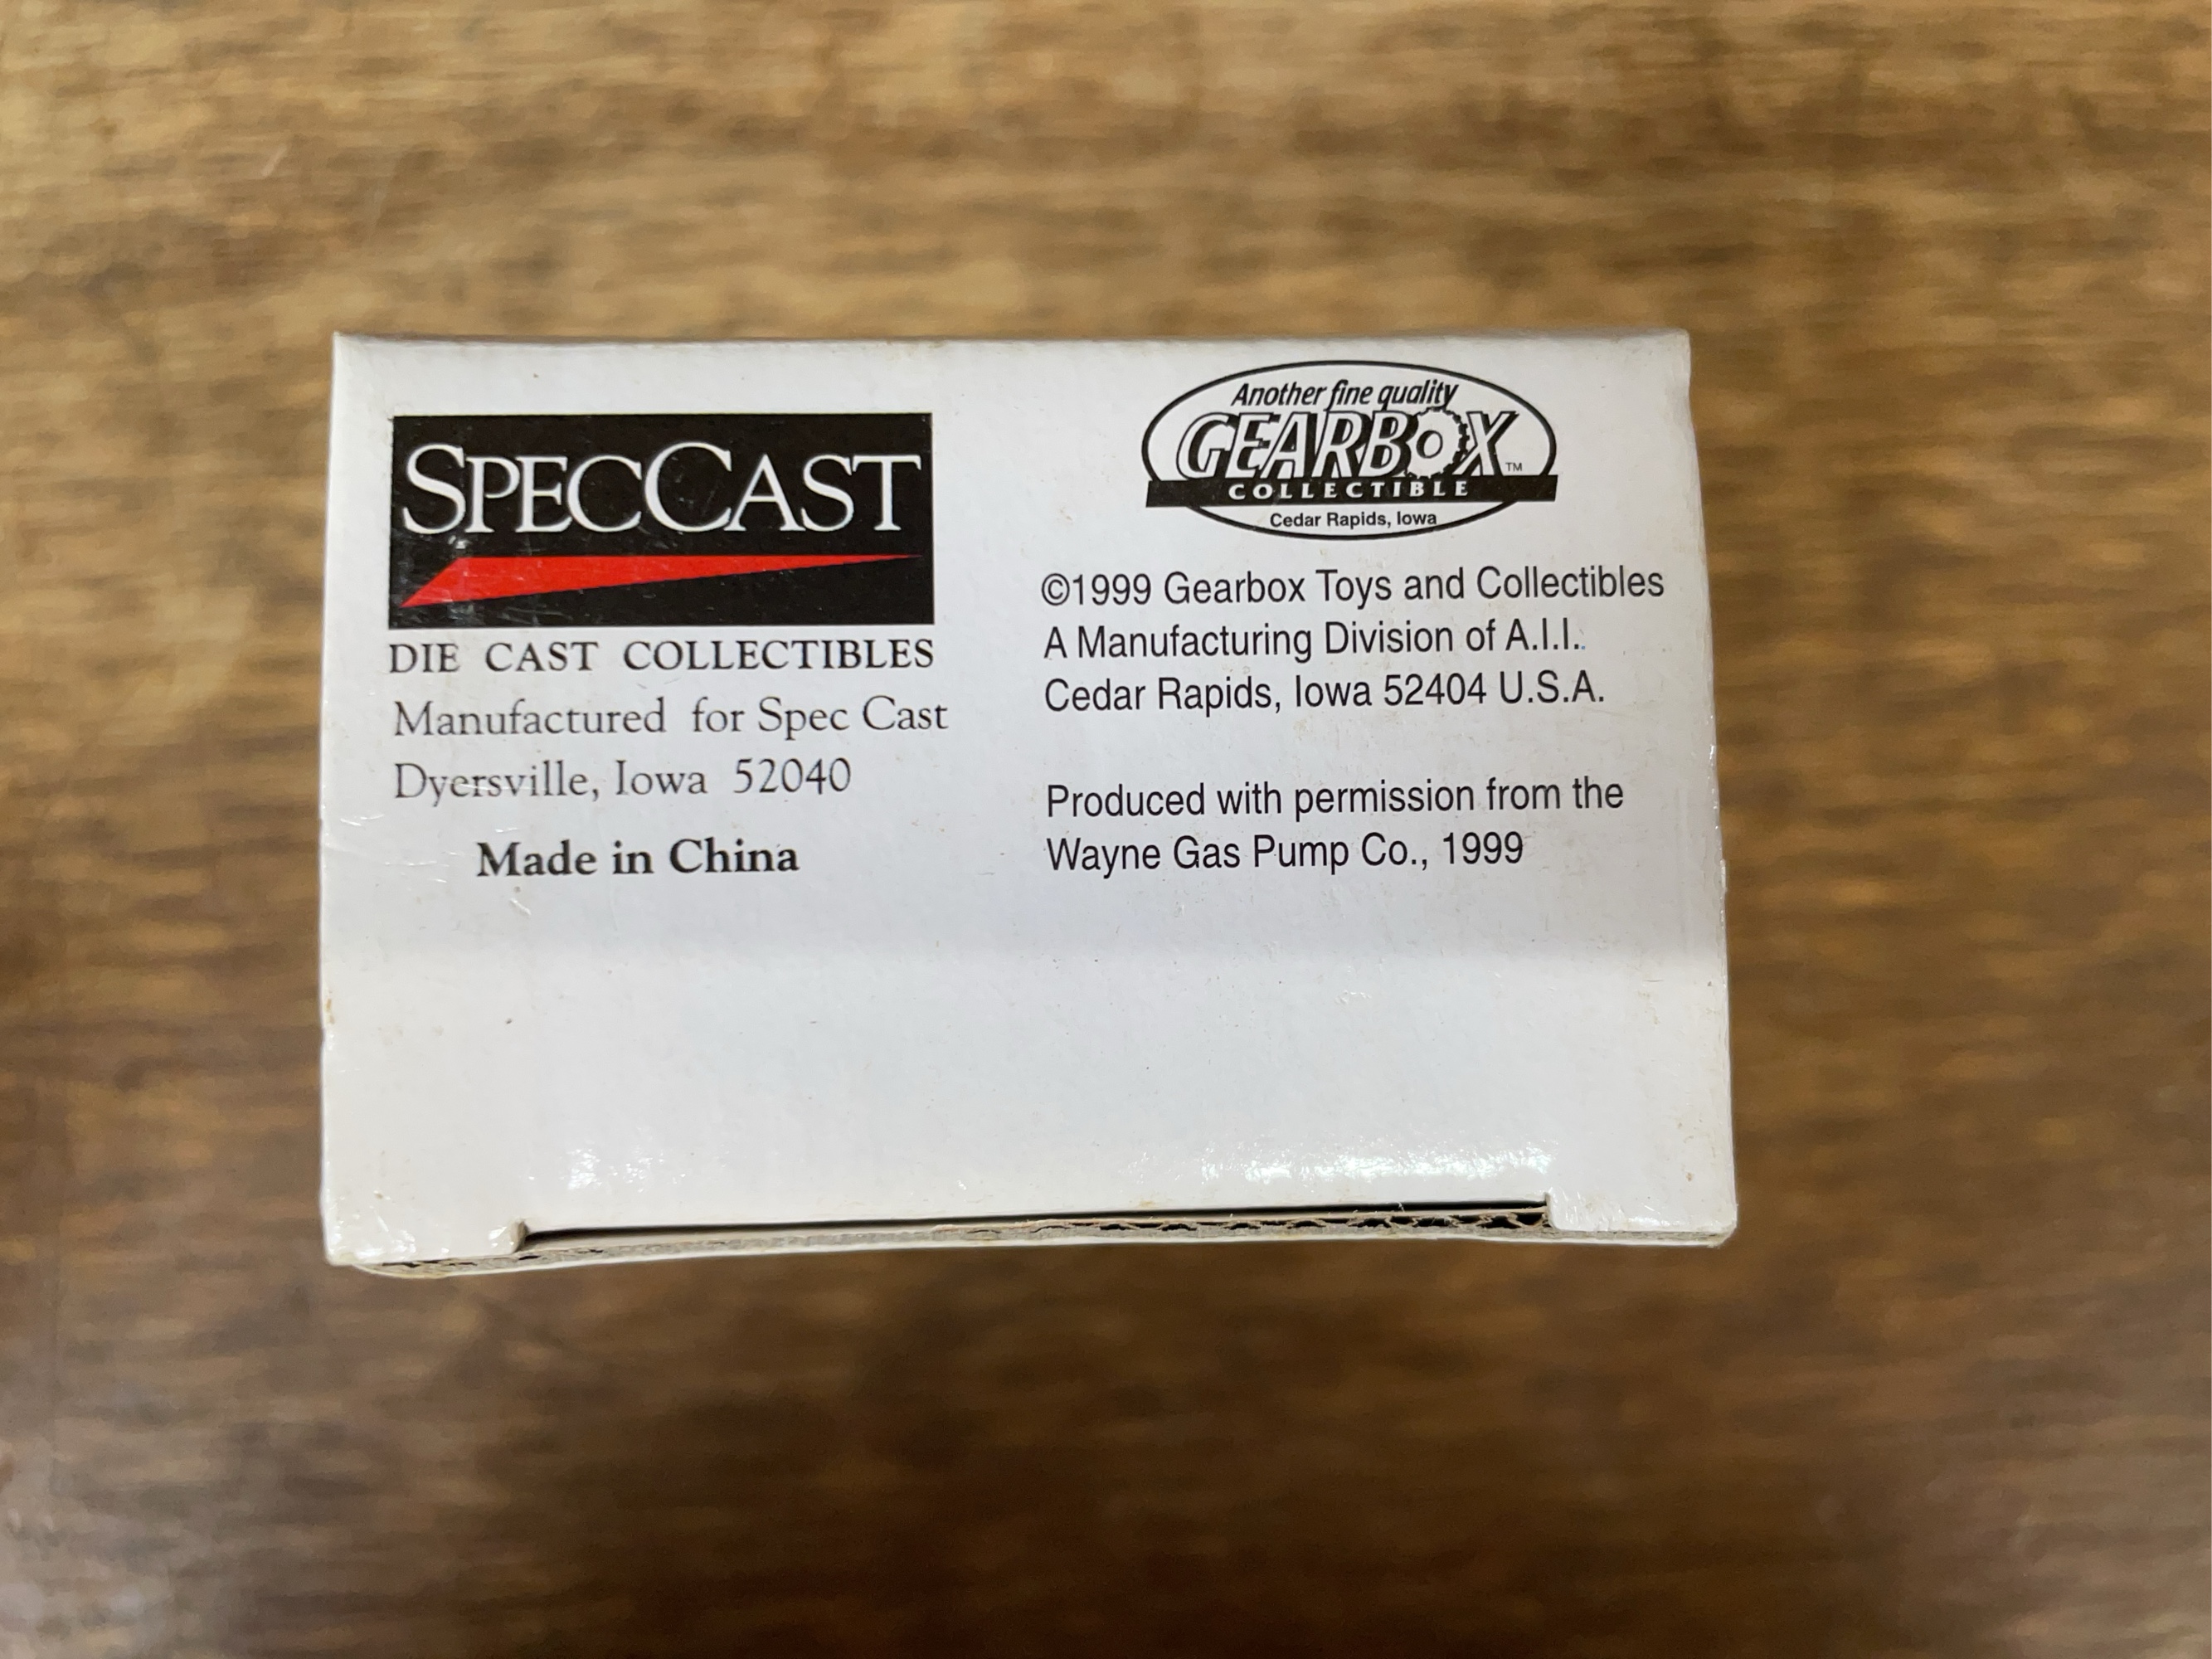 SPECCAST
DIE CAST COLLECTIBLES
Manufactured for Spec Cast
Dyersville, Iowa 52040
Made in China
Another fine quality
GEARBOX™
COLLECTIBLE
Cedar Rapids, Iowa
©1999 Gearbox Toys and Collectibles
A Manufacturing Division of A.I.I.
Cedar Rapids, Iowa 52404 U.S.A.
Produced with permission from the
Wayne Gas Pump Co., 1999